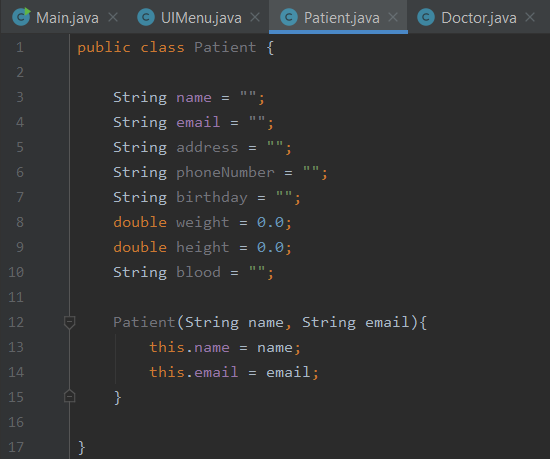 Main.java UIMenu.java Patient.java Doctor.java
1 public class Patient {
2
3 String name = "";
4 String email = "";
5 String address = "";
6 String phoneNumber = "";
7 String birthday = "";
8 double weight = 0.0;
9 double height = 0.0;
10 String blood = "";
11
12 Patient(String name, String email){
13 this.name = name;
14 this.email = email;
15 }
16
17 }